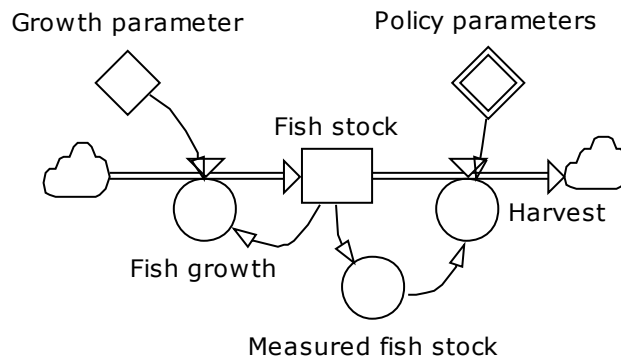 Growth parameter
Policy parameters
Fish stock
Harvest
Fish growth
Measured fish stock